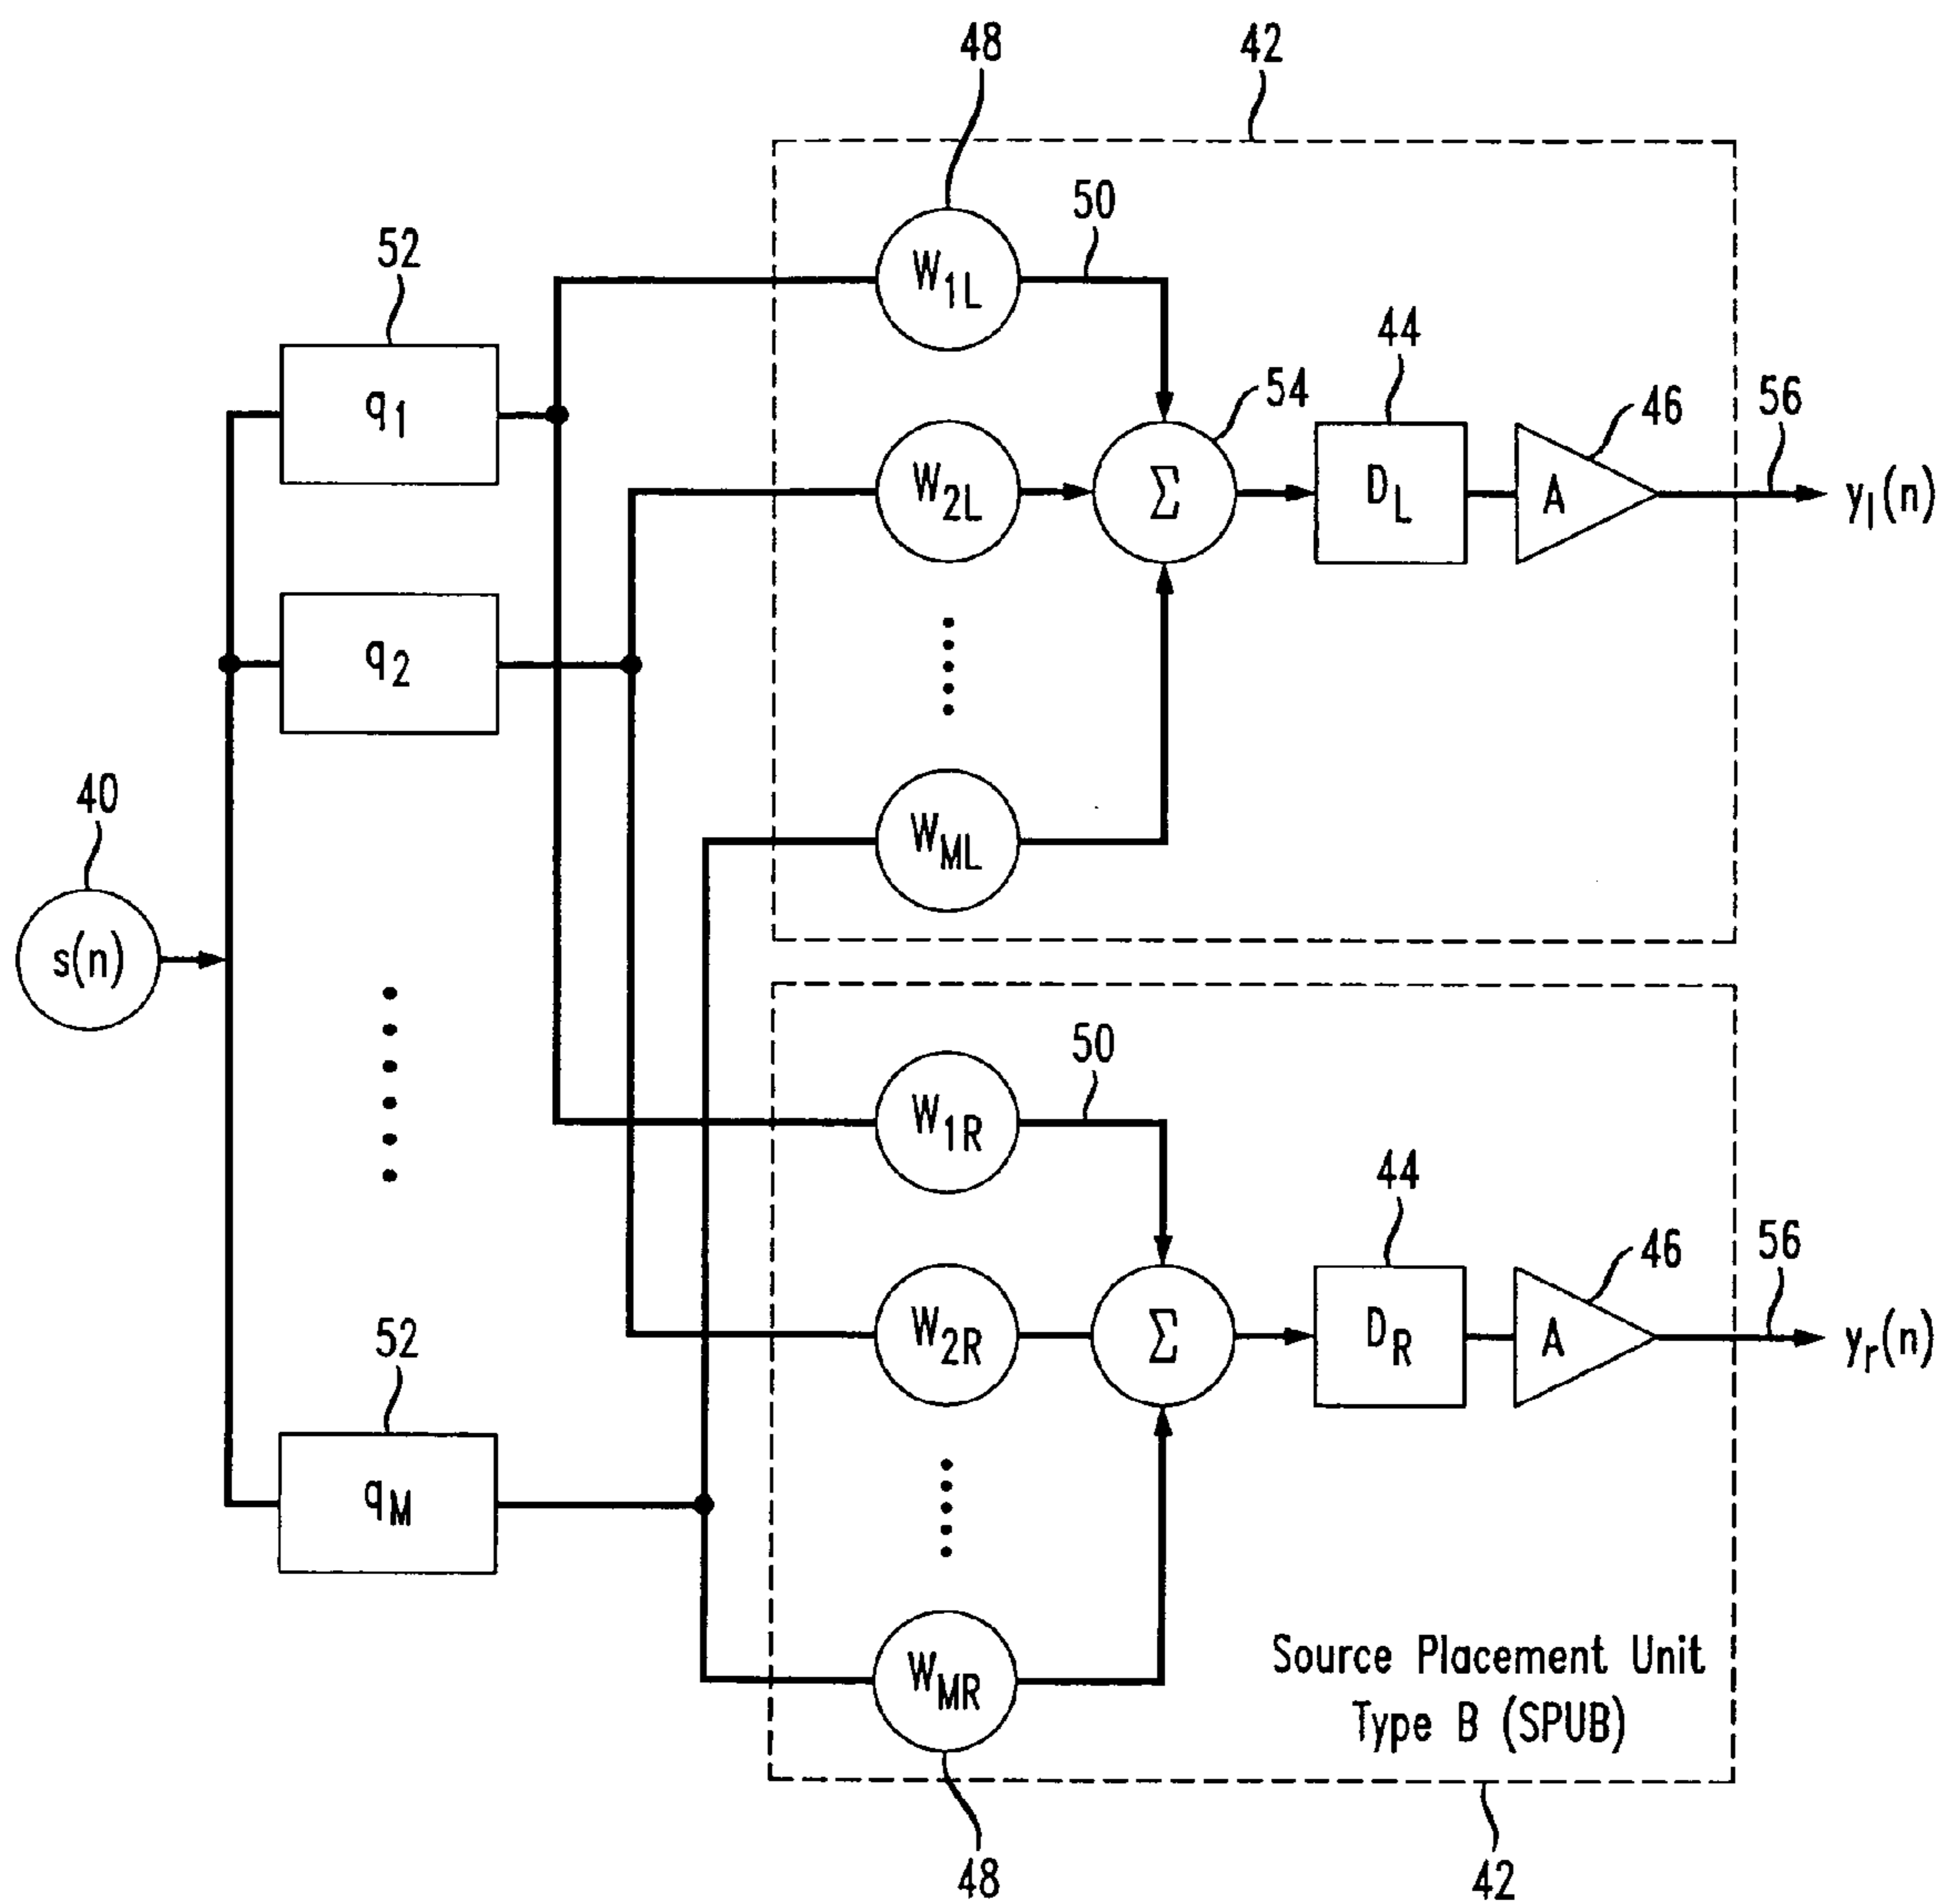 48
42
50
W1L
52
44
q1
54
46
56
W2L
Σ
DL
A
yl(n)
q2
40
WML
s(n)
50
W1R
44
46
56
52
W2R
Σ
DR
A
yr(n)
qM
WMR
Source Placement Unit
Type B (SPUB)
48
42